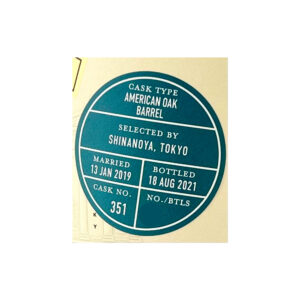 CASK TYPE
AMERICAN OAK
BARREL
SELECTED BY
SHINANOYA, TOKYO
MARRIED
13 JAN 2019
BOTTLED
18 AUG 2021
CASK NO.
351
NO./BTLS
X
Y